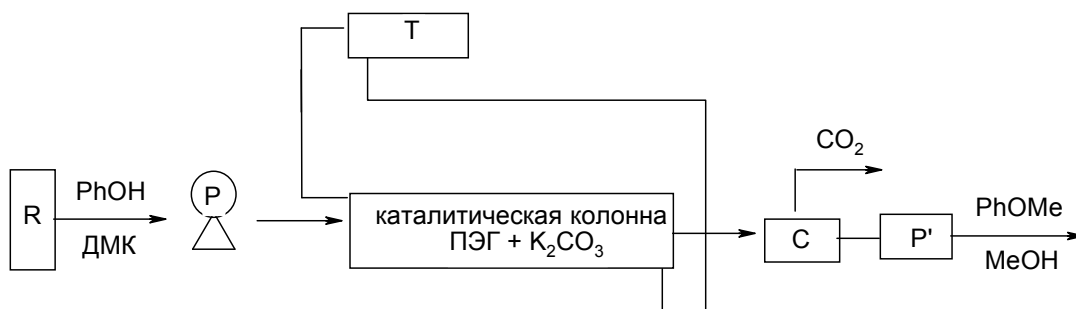 T
CO₂
R
PhOH
ДМК
P
каталитическая колонна
ПЭГ + K₂CO₃
C
P'
PhOMe
MeOH